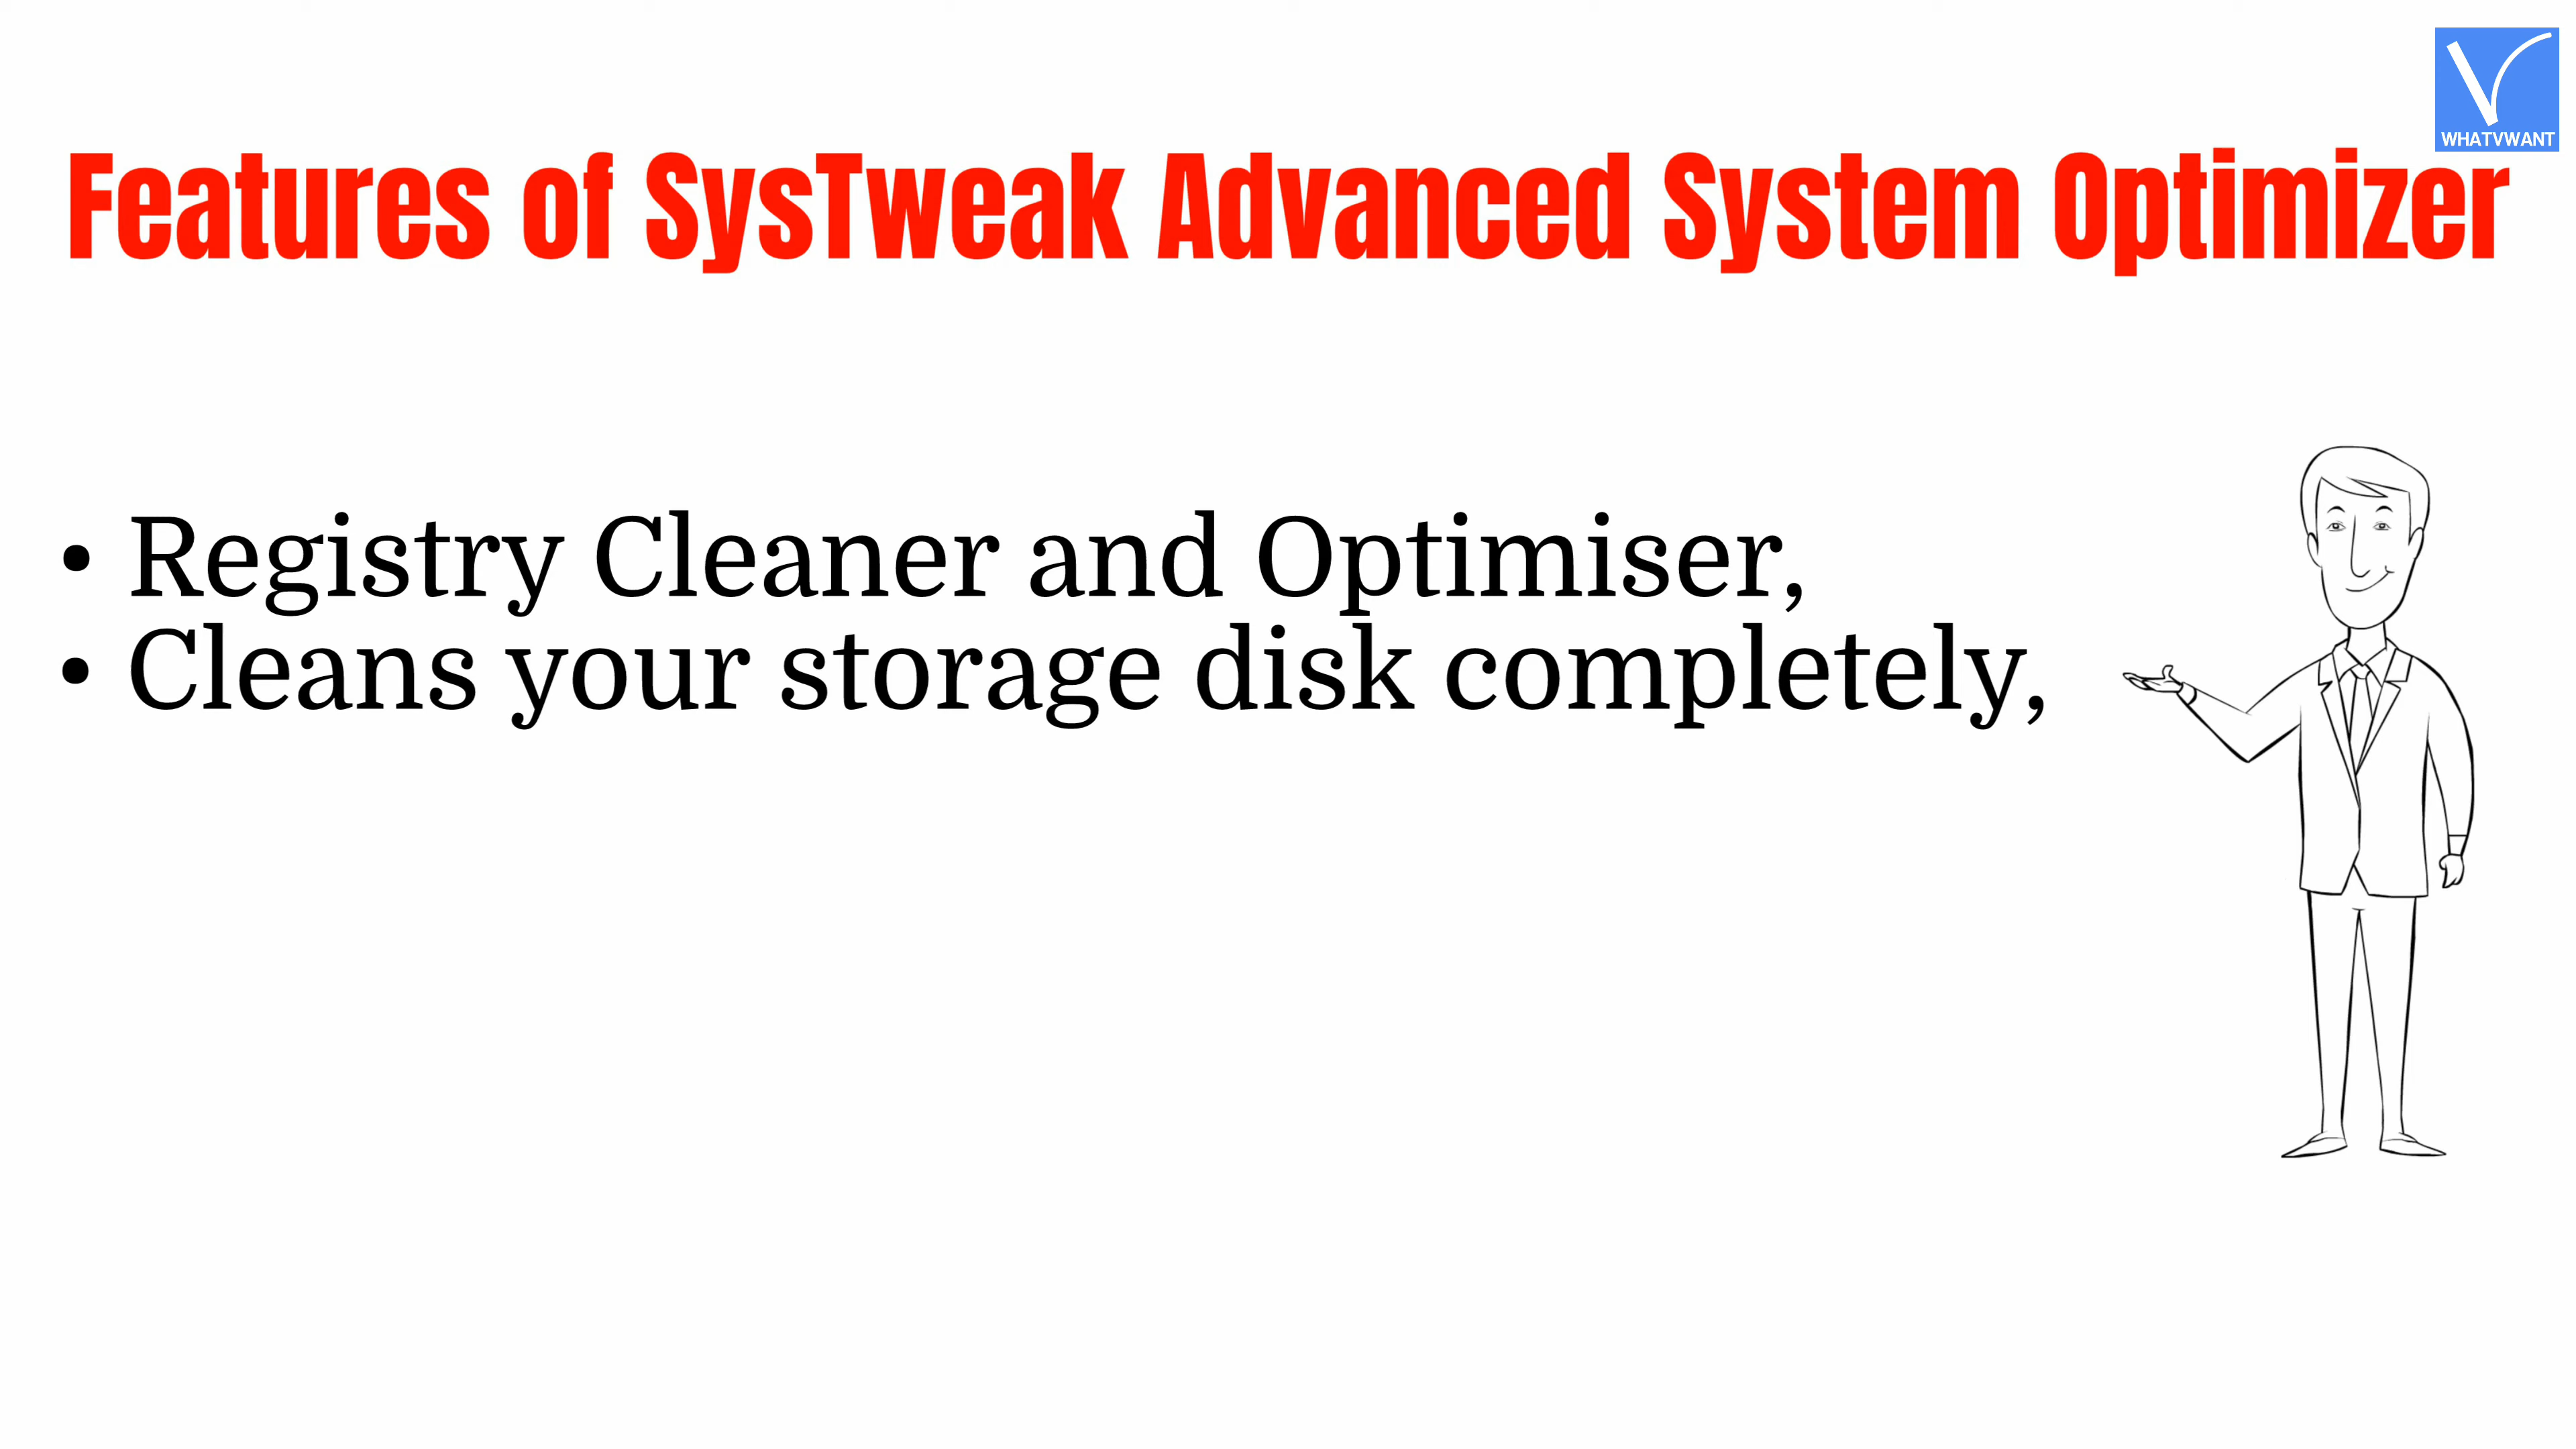 WHATVWANT
Features of SysTweak Advanced System Optimizer
• Registry Cleaner and Optimiser,
• Cleans your storage disk completely,